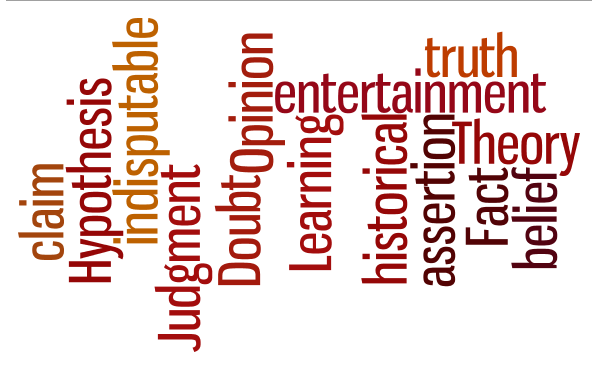 claim
Hypothesis
indisputable
Judgment
Doubt
Opinion
entertainment
truth
Learning
historical
assertion
Theory
Fact
belief